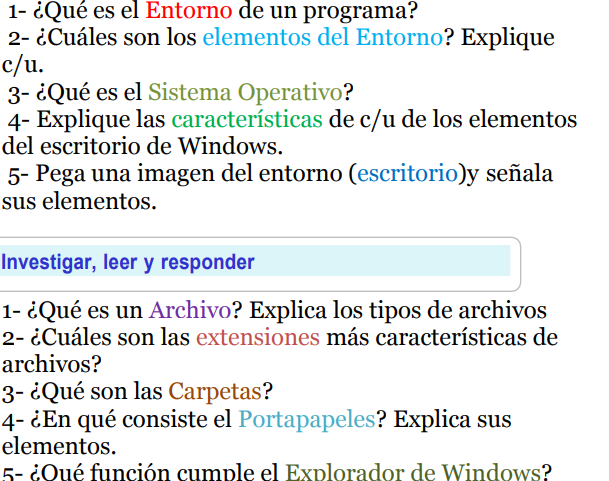 1- ¿Qué es el Entorno de un programa?
2- ¿Cuáles son los elementos del Entorno? Explique
c/u.
3- ¿Qué es el Sistema Operativo?
4- Explique las características de c/u de los elementos
del escritorio de Windows.
5- Pega una imagen del entorno (escritorio)y señala
sus elementos.
Investigar, leer y responder
1- ¿Qué es un Archivo? Explica los tipos de archivos
2- ¿Cuáles son las extensiones más características de
archivos?
3- ¿Qué son las Carpetas?
4- ¿En qué consiste el Portapapeles? Explica sus
elementos.
5- ¿Qué función cumple el Explorador de Windows?